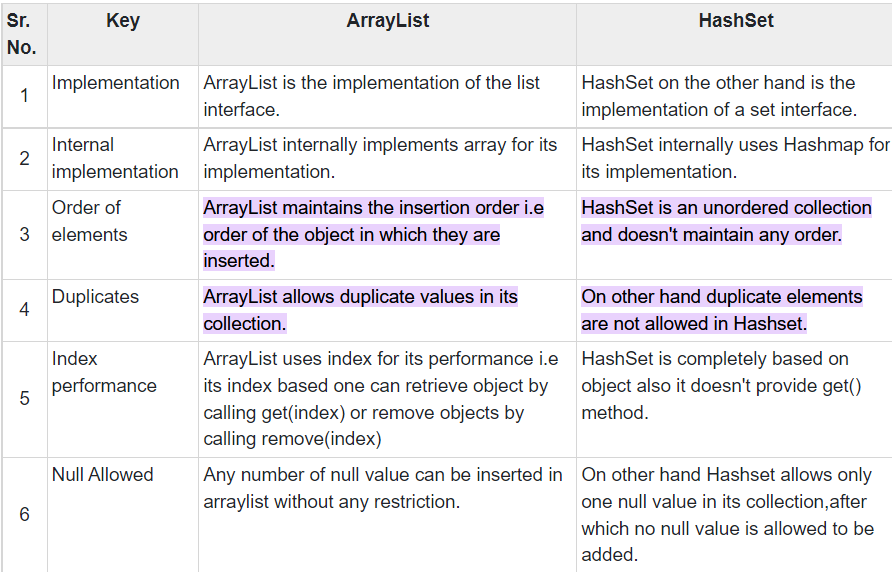 Sr. No. Key ArrayList HashSet
1 Implementation ArrayList is the implementation of the list interface. HashSet on the other hand is the implementation of a set interface.
2 Internal implementation ArrayList internally implements array for its implementation. HashSet internally uses Hashmap for its implementation.
3 Order of elements ArrayList maintains the insertion order i.e order of the object in which they are inserted. HashSet is an unordered collection and doesn't maintain any order.
4 Duplicates ArrayList allows duplicate values in its collection. On other hand duplicate elements are not allowed in Hashset.
5 Index performance ArrayList uses index for its performance i.e its index based one can retrieve object by calling get(index) or remove objects by calling remove(index) HashSet is completely based on object also it doesn't provide get() method.
6 Null Allowed Any number of null value can be inserted in arraylist without any restriction. On other hand Hashset allows only one null value in its collection,after which no null value is allowed to be added.